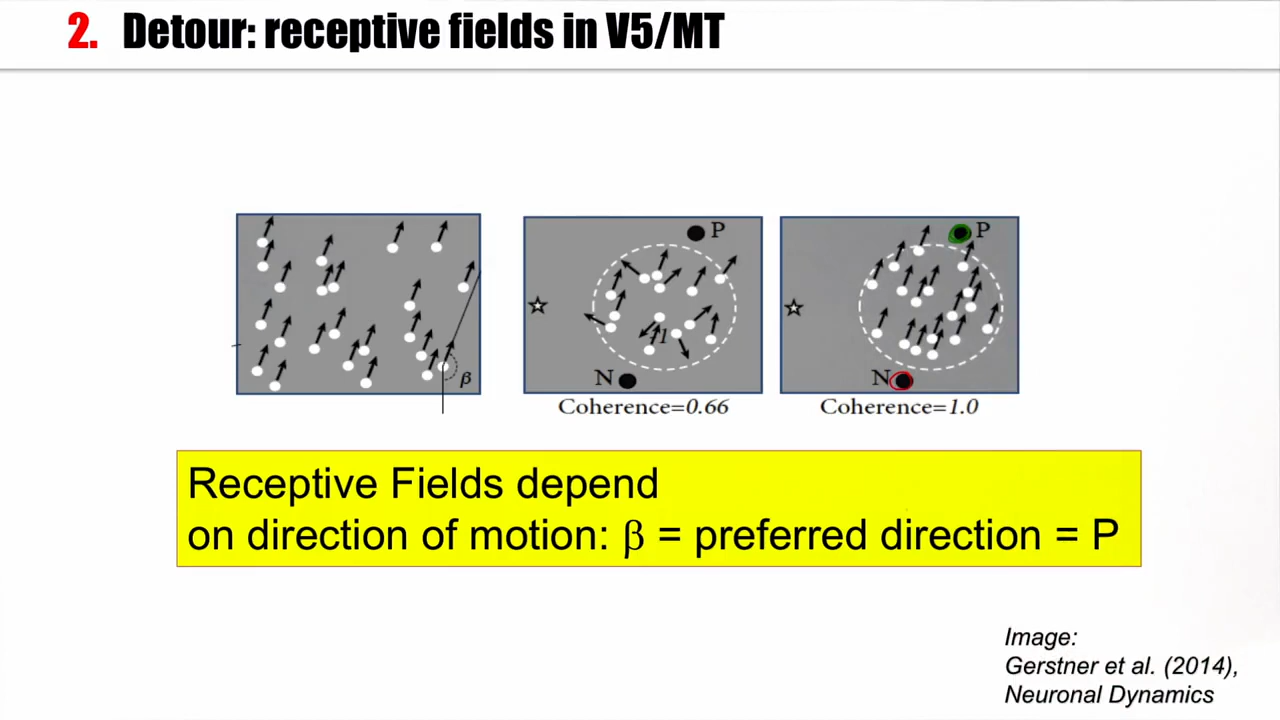 2. Detour: receptive fields in V5/MT
P
P
β
1
N
N
Coherence=0.66
Coherence=1.0
Receptive Fields depend
on direction of motion: β = preferred direction = P
Image:
Gerstner et al. (2014),
Neuronal Dynamics